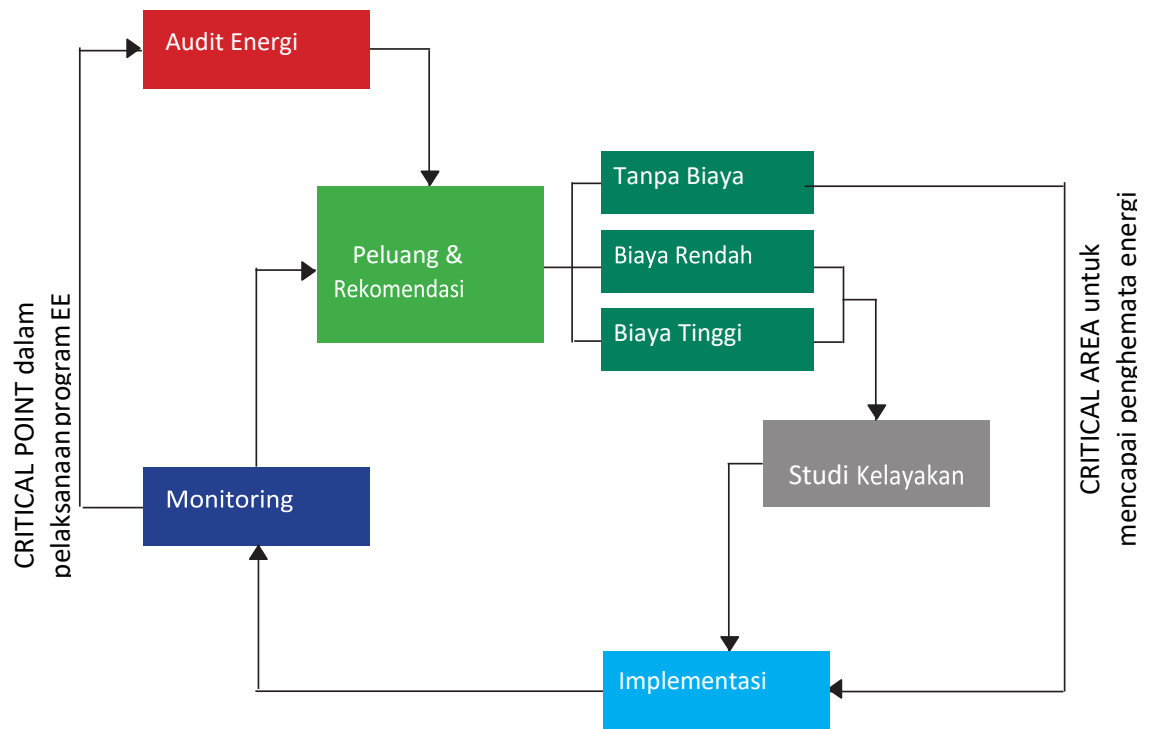 Audit Energi
Tanpa Biaya
Peluang &
Rekomendasi
Biaya Rendah
Biaya Tinggi
CRITICAL POINT dalam
pelaksanaan program EE
CRITICAL AREA untuk
mencapai penghemata energi
Studi Kelayakan
Monitoring
Implementasi